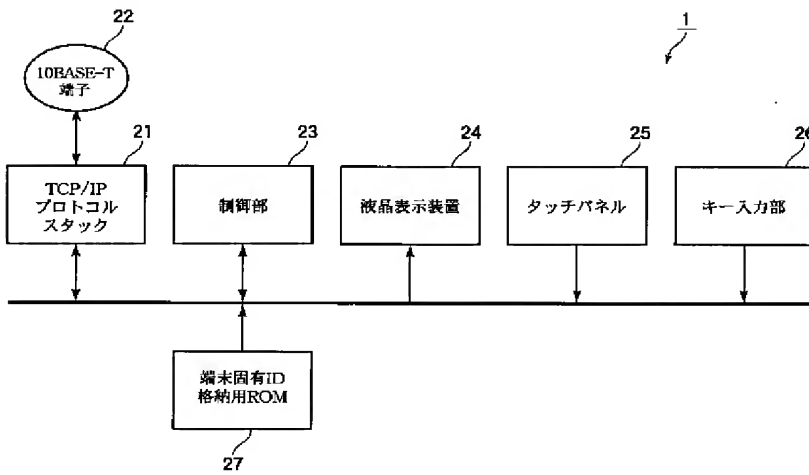 22
1
10BASE-T
端子
21
23
24
25
26
TCP/IP
プロトコル
スタック
制御部
液晶表示装置
タッチパネル
キー入力部
端末固有ID
格納用ROM
27